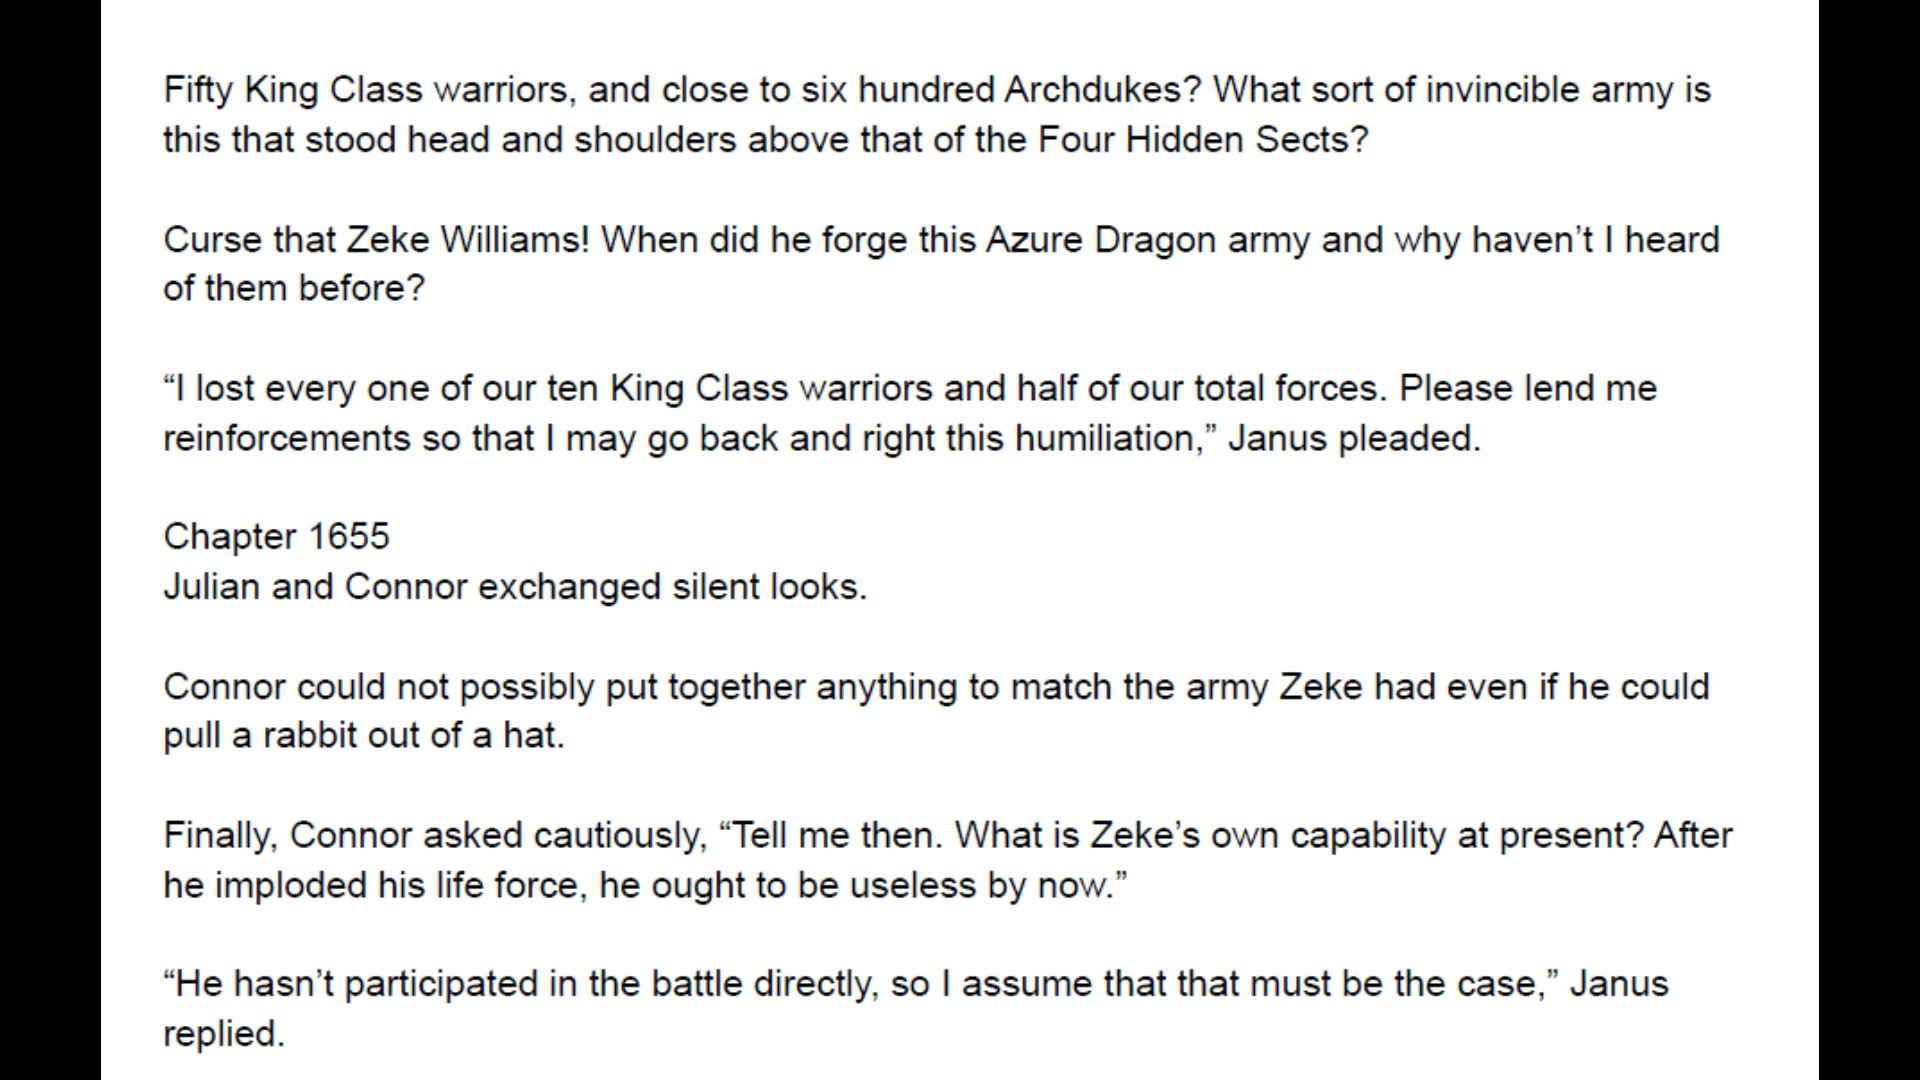 Fifty King Class warriors, and close to six hundred Archdukes? What sort of invincible army is
this that stood head and shoulders above that of the Four Hidden Sects?
Curse that Zeke Williams! When did he forge this Azure Dragon army and why haven’t I heard
of them before?
“I lost every one of our ten King Class warriors and half of our total forces. Please lend me
reinforcements so that I may go back and right this humiliation,” Janus pleaded.
Chapter 1655
Julian and Connor exchanged silent looks.
Connor could not possibly put together anything to match the army Zeke had even if he could
pull a rabbit out of a hat.
Finally, Connor asked cautiously, “Tell me then. What is Zeke’s own capability at present? After
he imploded his life force, he ought to be useless by now.”
“He hasn’t participated in the battle directly, so I assume that that must be the case,” Janus
replied.